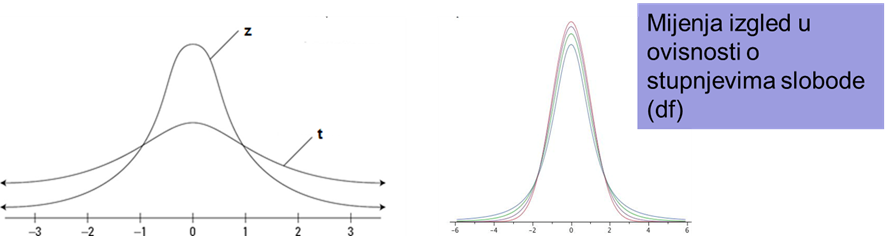 z
t
-3 -2 -1 0 1 2 3
-6 -4 -2 0 2 4 6
Mijenja izgled u
ovisnosti o
stupnjevima slobode
(df)